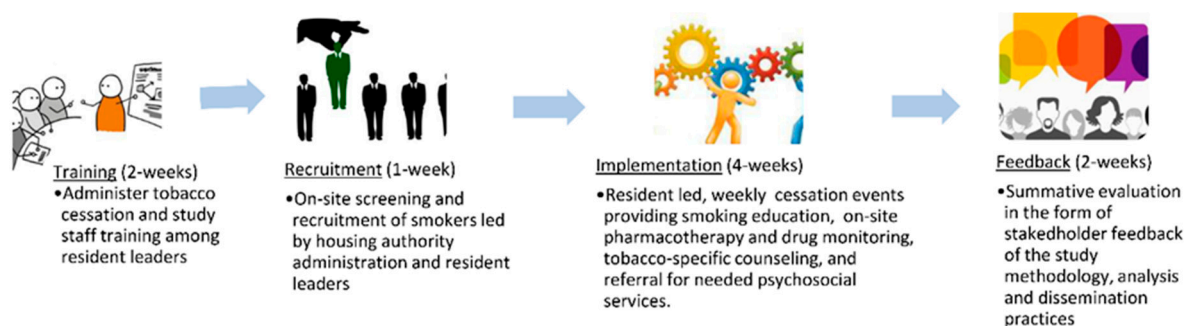 Training (2-weeks)
•Administer tobacco
cessation and study
staff training among
resident leaders
Recruitment (1-week)
•On-site screening and
recruitment of smokers led
by housing authority
administration and resident
leaders
Implementation (4-weeks)
•Resident led, weekly cessation events
providing smoking education, on-site
pharmacotherapy and drug monitoring,
tobacco-specific counseling, and
referral for needed psychosocial
services.
Feedback (2-weeks)
•Summative evaluation
in the form of
stakedholder feedback
of the study
methodology, analysis
and dissemination
practices